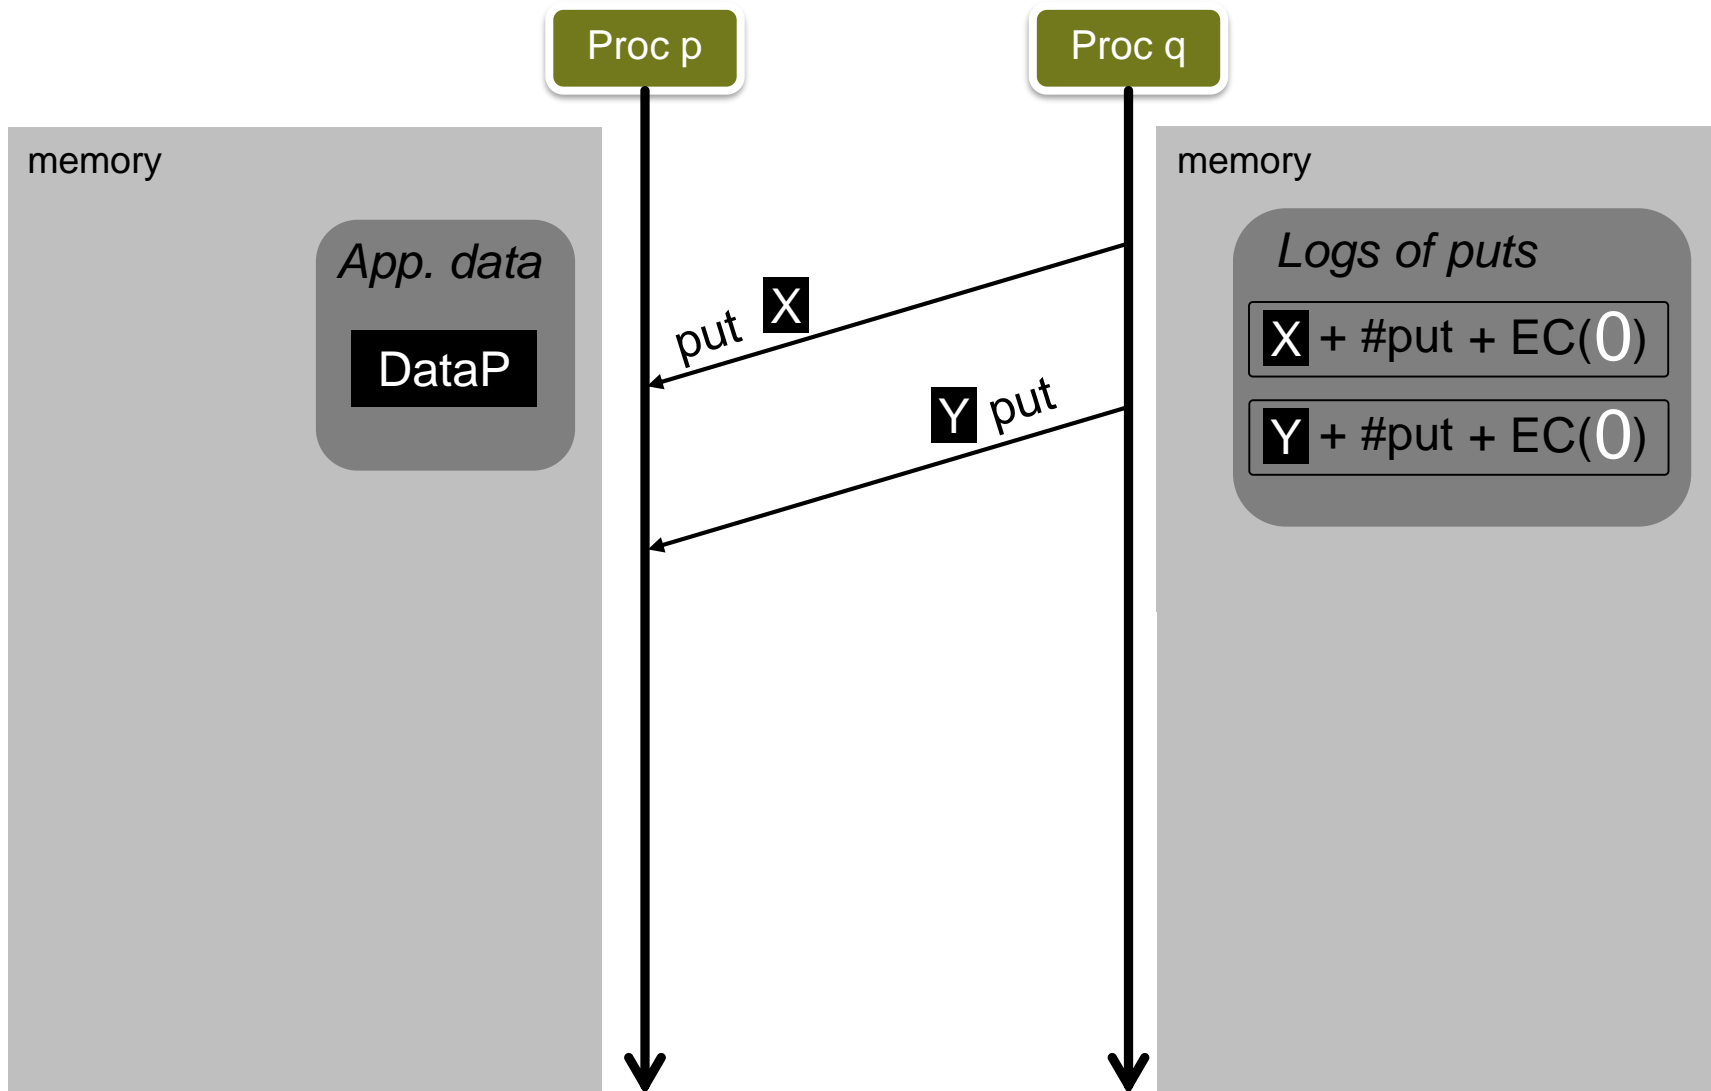 Proc p
Proc q
memory
memory
App. data
DataP
put X
Y put
Logs of puts
X + #put + EC(0)
Y + #put + EC(0)